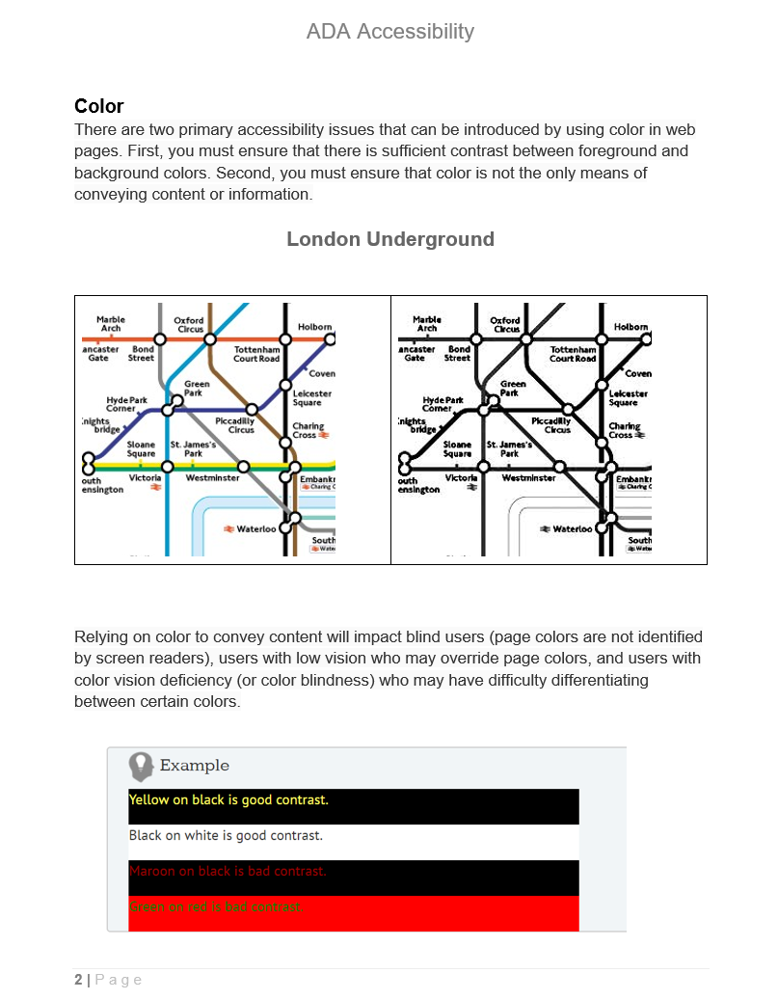 ADA Accessibility
Color
There are two primary accessibility issues that can be introduced by using color in web
pages. First, you must ensure that there is sufficient contrast between foreground and
background colors. Second, you must ensure that color is not the only means of
conveying content or information.
London Underground
Marble
Arch
Oxford
Circus
Holborn
ancaster
Gate
Bond
Street
Tottenham
Court Road
Coven
Green
Park
Leicester
Square
Hyde Park
Corner
Piccadilly
Circus
nights
bridge
Charing
Cross
Sloane
Square
St. James's
Park
outh
ensington
Victoria
Westminster
Embank
Charing C
Waterloo
South
Wate
Marble
Arch
Oxford
Circus
Holborn
ancaster
Gate
Bond
Street
Tottenham
Court Road
Coven
Green
Park
Leicester
Square
Hyde Park
Corner
Piccadilly
Circus
nights
bridge
Charing
Cross
Sloane
Square
St. James's
Park
outh
ensington
Victoria
Westminster
Embank
Charing C
Waterloo
South
Wate
Relying on color to convey content will impact blind users (page colors are not identified
by screen readers), users with low vision who may override page colors, and users with
color vision deficiency (or color blindness) who may have difficulty differentiating
between certain colors.
Example
Yellow on black is good contrast.
Black on white is good contrast.
Maroon on black is bad contrast.
Green on red is bad contrast.
2 | P a g e